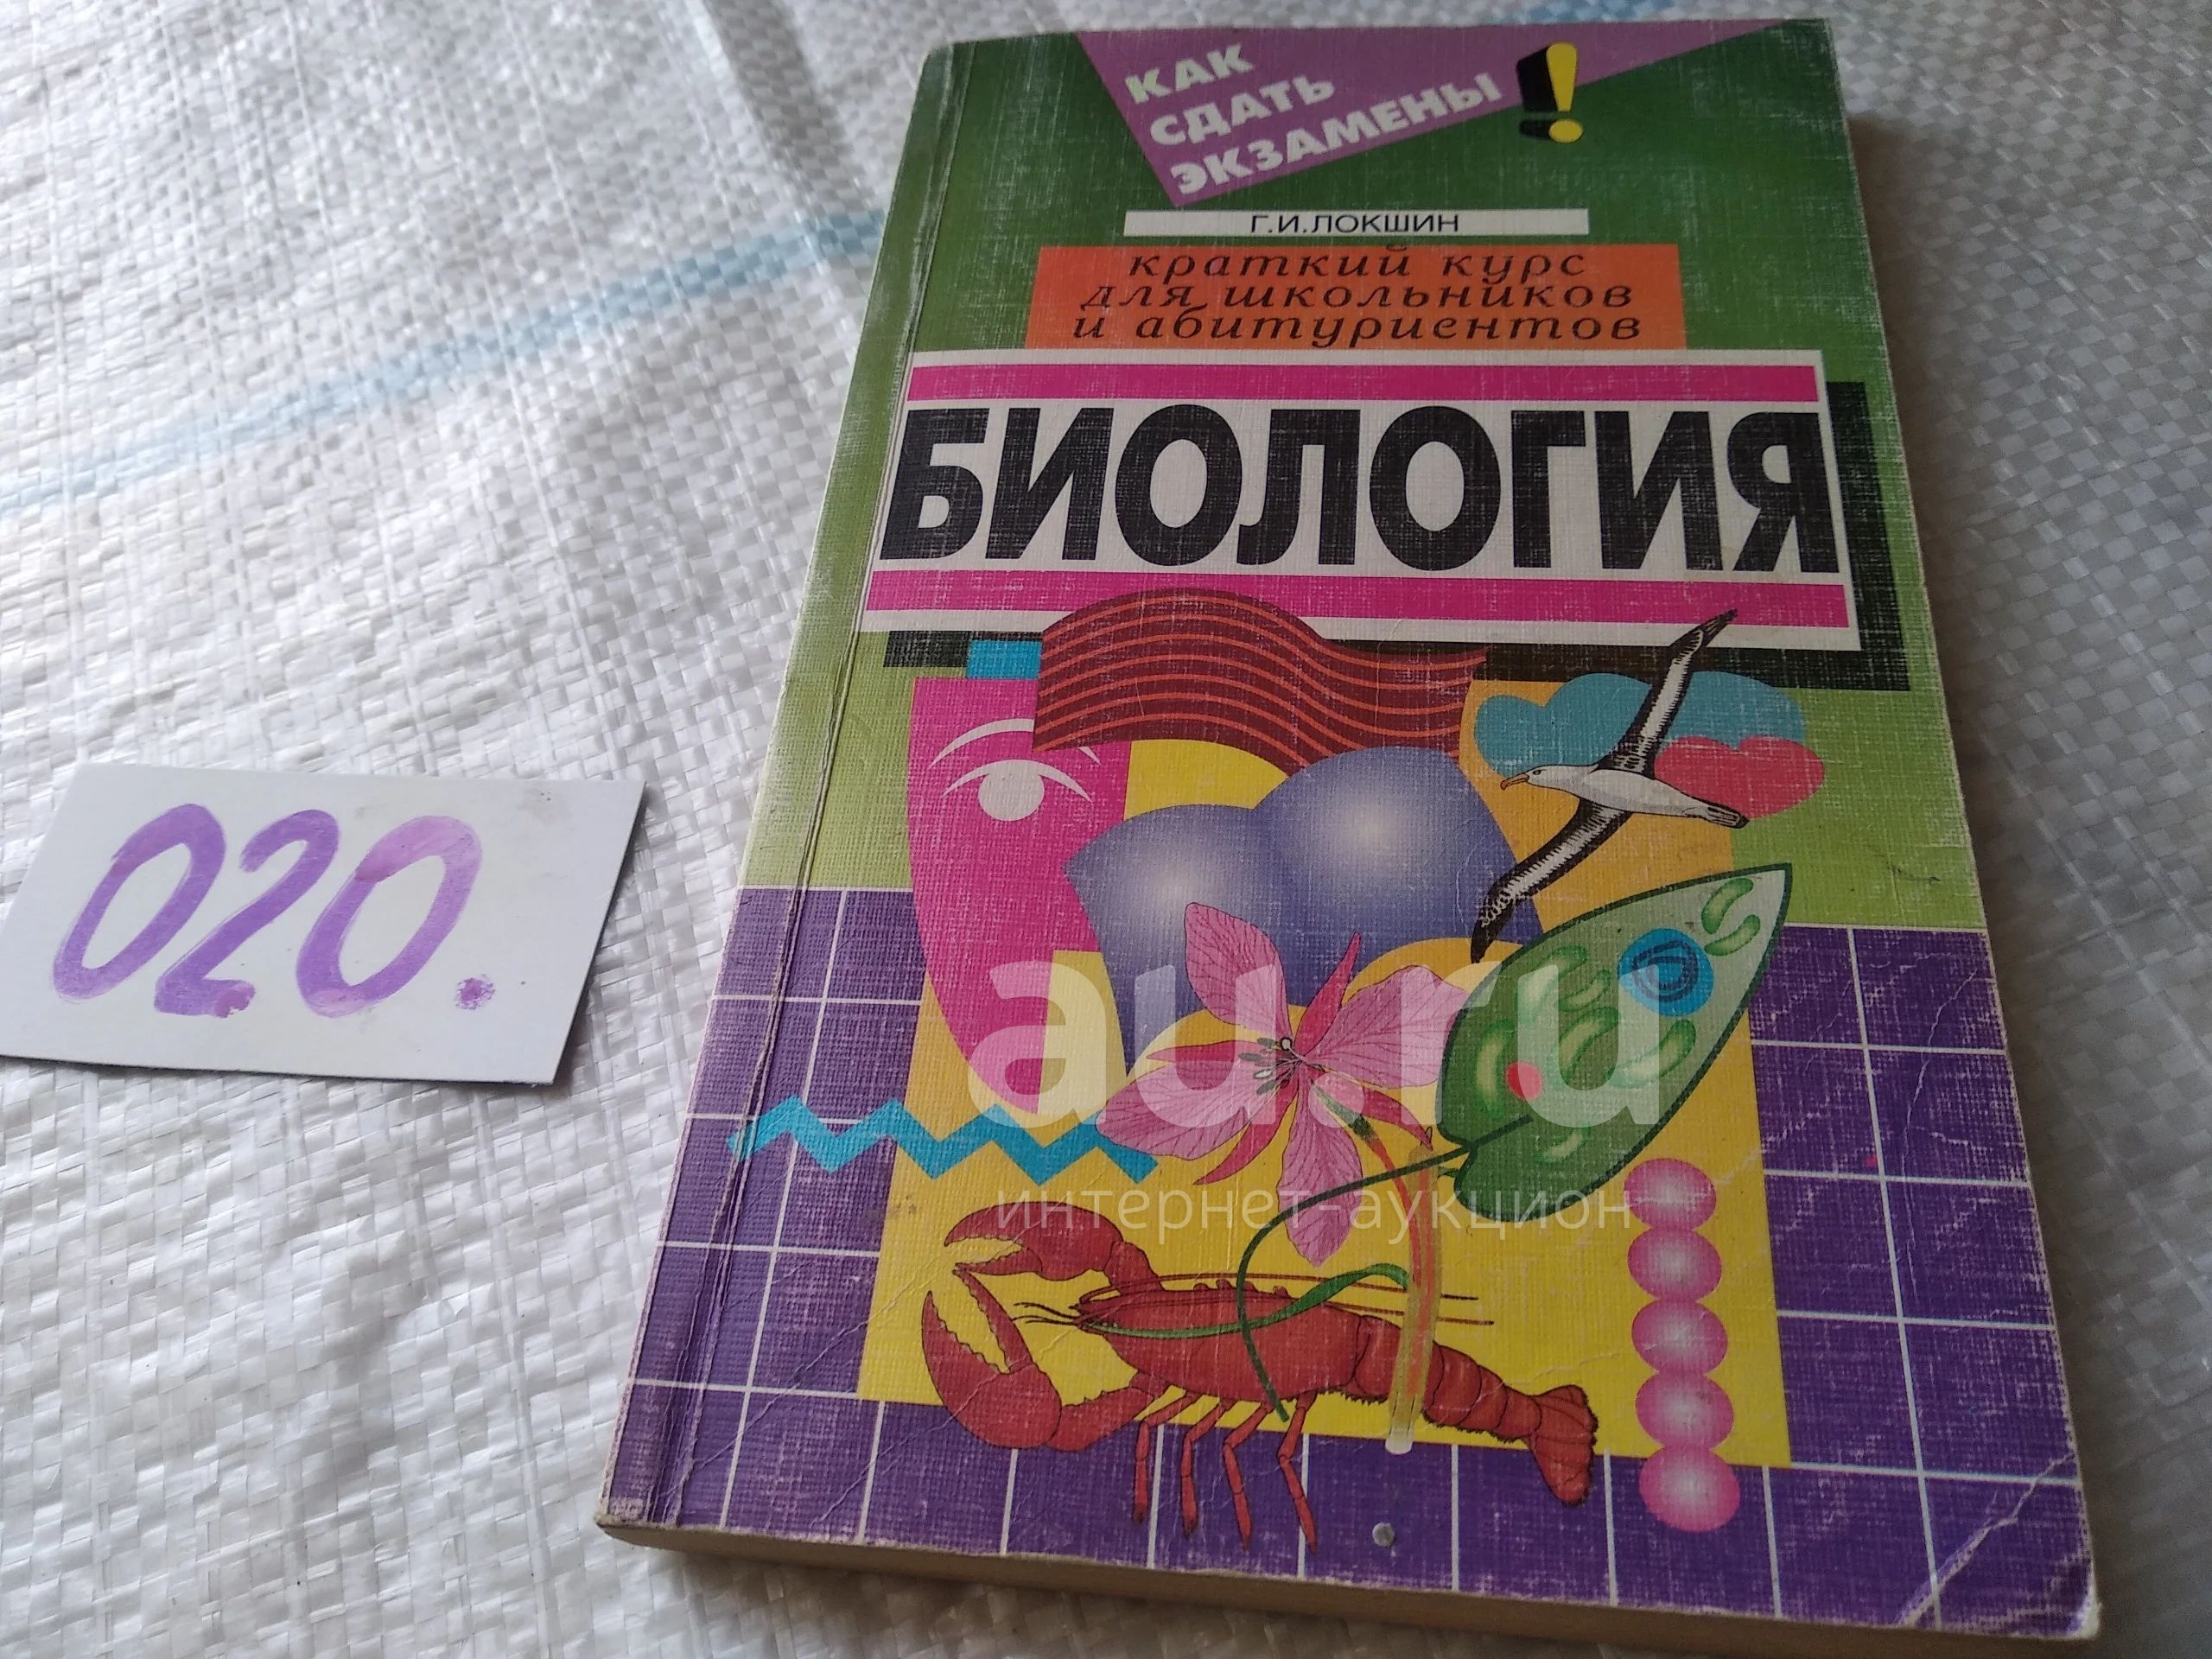 КАК
СДАТЬ
ЭКЗАМЕНЫ!
Г.И.ЛОКШИН
краткий курс
для школьников
и абитуриентов
БИОЛОГИЯ
020.
au.ru
интернет-аукцион